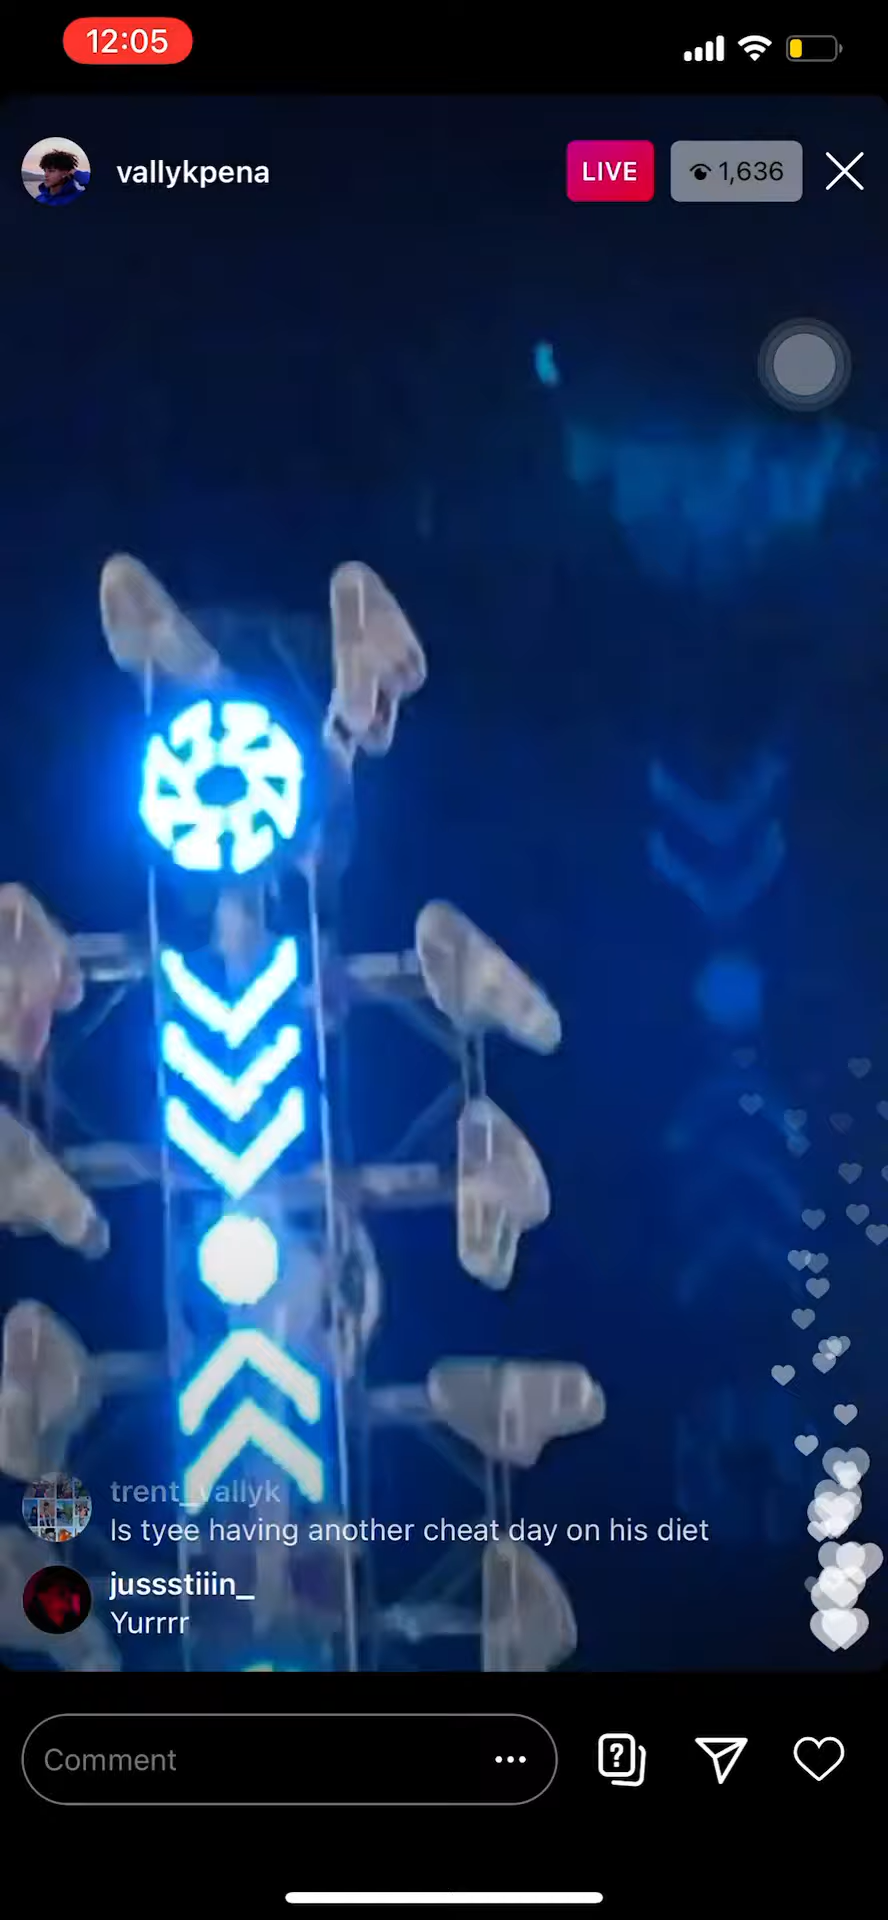 12:05
vallykpena
LIVE
1,636
trent_vallyk
Is tyee having another cheat day on his diet
jussstiiin_
Yurrrr
Comment